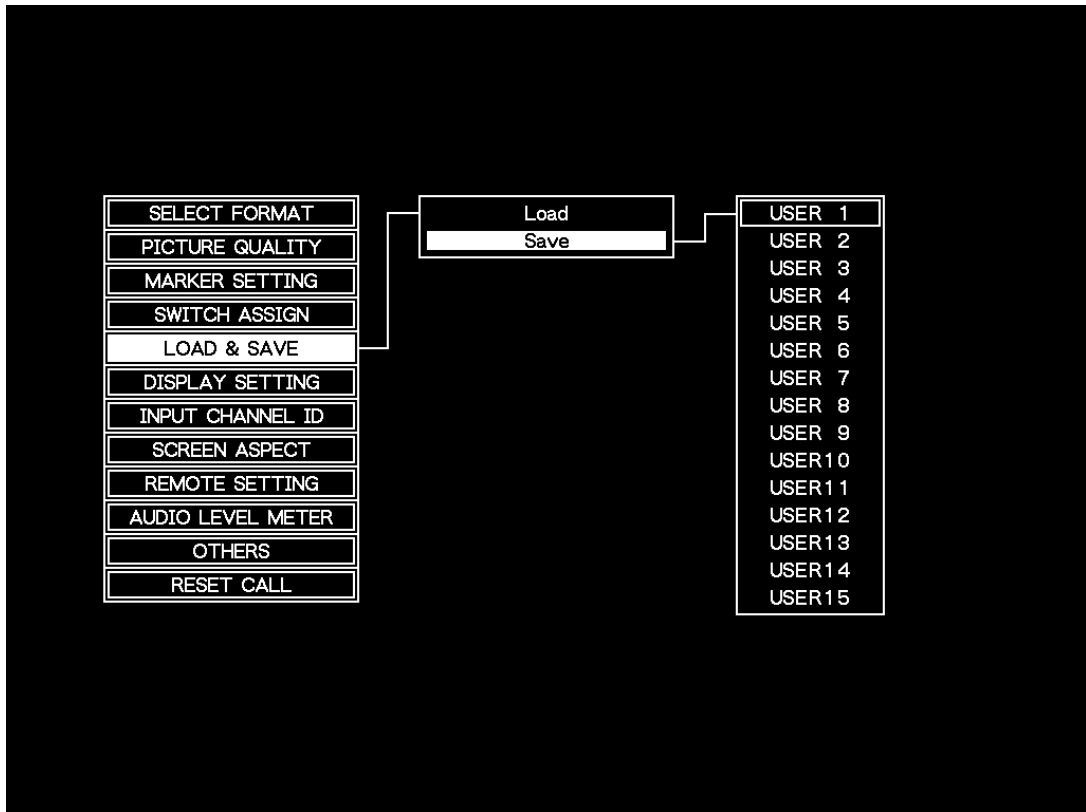 SELECT FORMAT
PICTURE QUALITY
MARKER SETTING
SWITCH ASSIGN
LOAD & SAVE
DISPLAY SETTING
INPUT CHANNEL ID
SCREEN ASPECT
REMOTE SETTING
AUDIO LEVEL METER
OTHERS
RESET CALL
Load
Save
USER 1
USER 2
USER 3
USER 4
USER 5
USER 6
USER 7
USER 8
USER 9
USER10
USER11
USER12
USER13
USER14
USER15